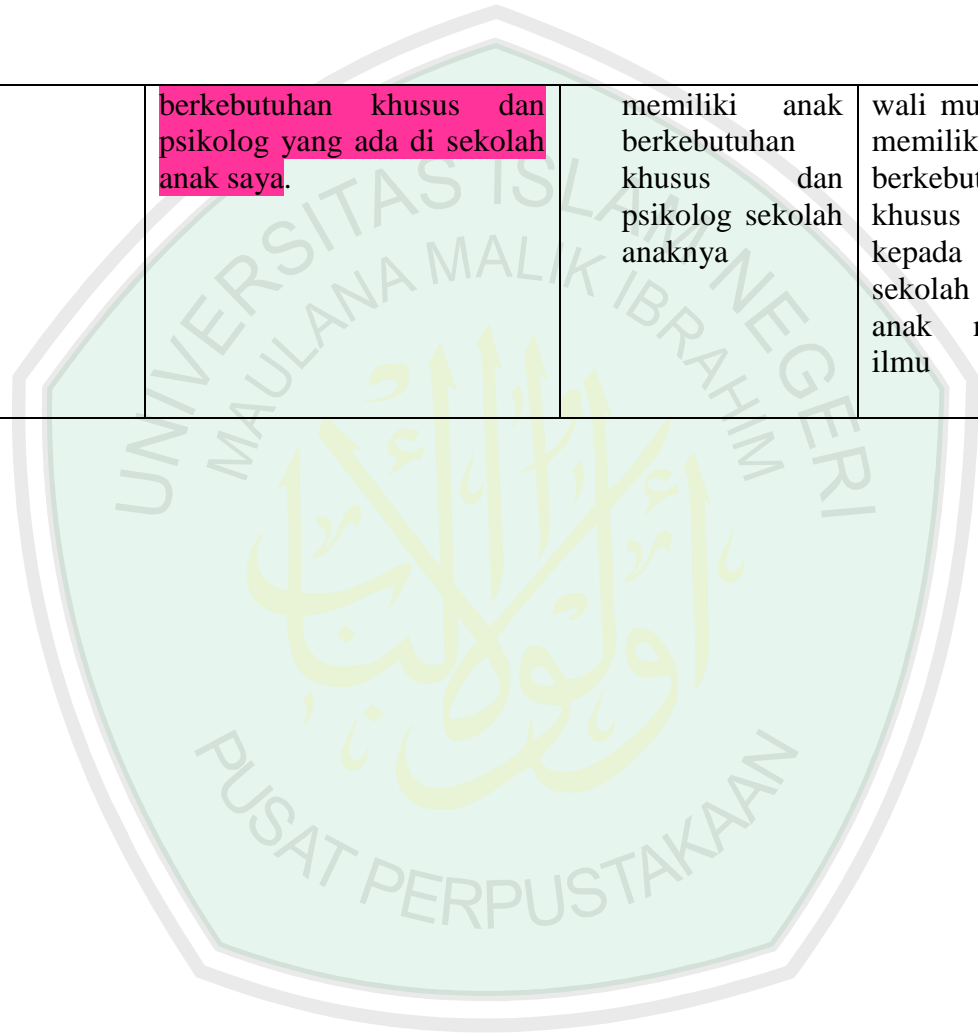 berkebutuhan khusus dan
psikolog yang ada di sekolah
anak saya.
memiliki anak
berkebutuhan
khusus dan
psikolog sekolah
anaknya
wali mu
memilik
berkebut
khusus
kepada
sekolah
anak
ilmu
UNIVERSITAS ISLAM NEGERI
MAULANA MALIK IBRAHIM
PUSAT PERPUSTAKAAN